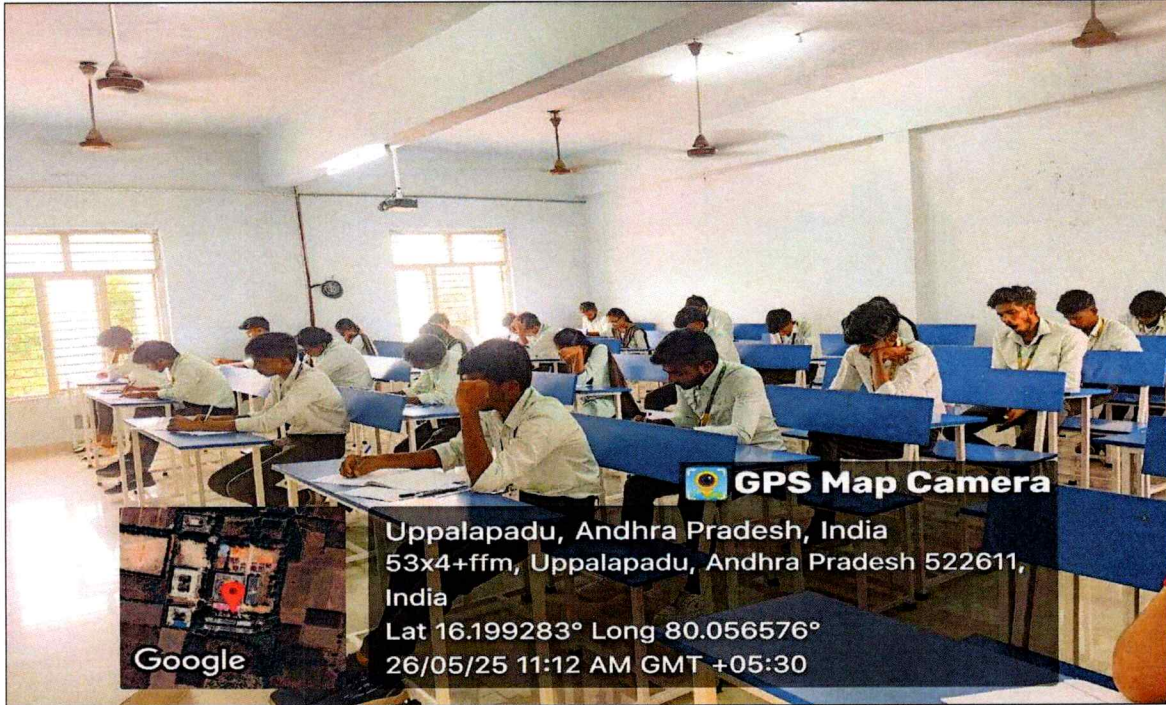 GPS Map Camera
Uppalapadu, Andhra Pradesh, India
53x4+ffm, Uppalapadu, Andhra Pradesh 522611,
India
Lat 16.199283° Long 80.056576°
26/05/25 11:12 AM GMT +05:30
Google